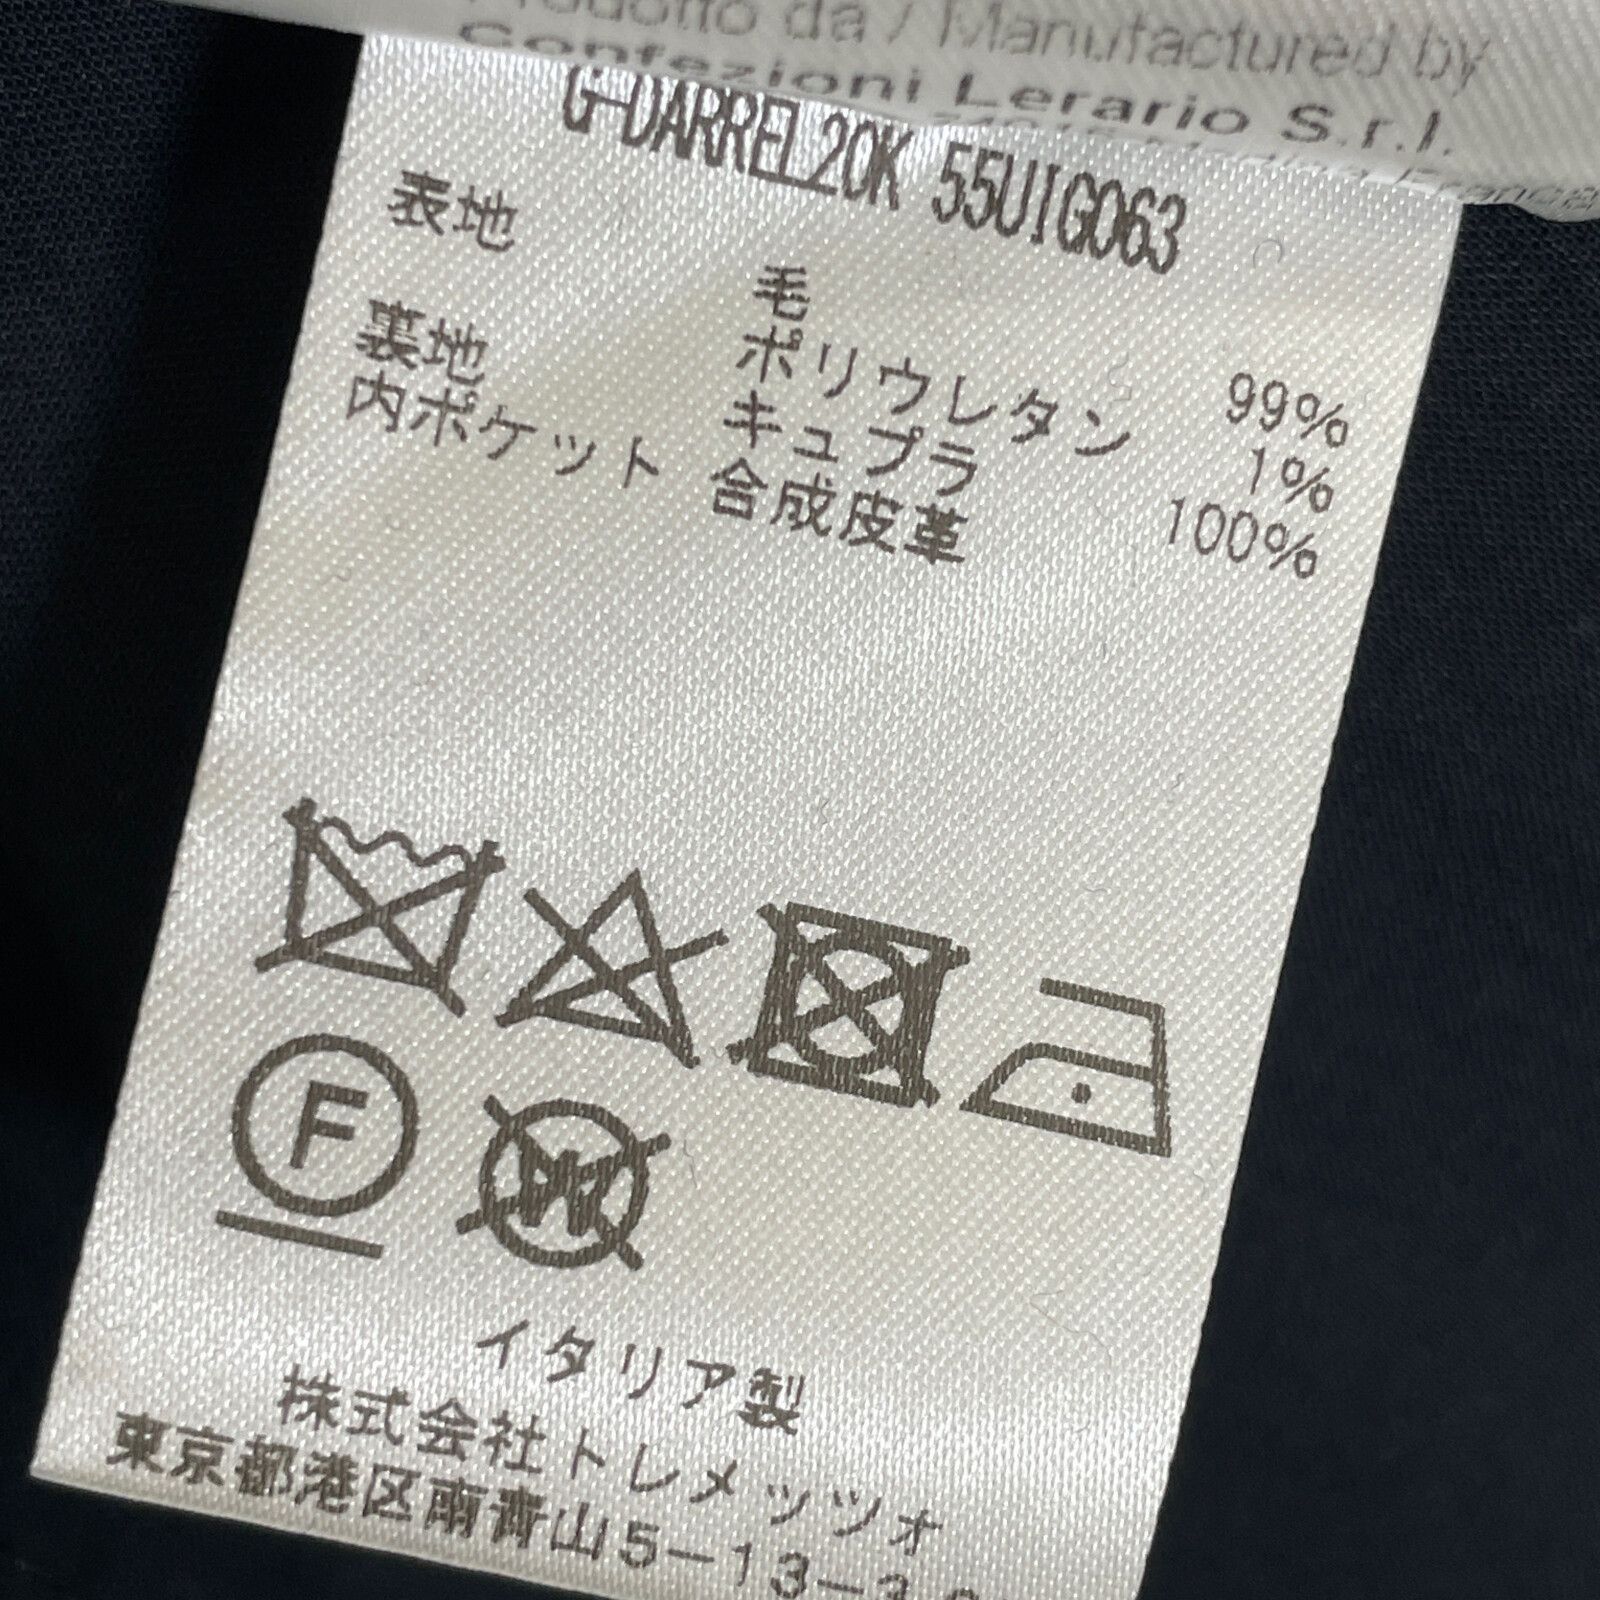 Prodotto da / Manufactured by
Confezioni Lerario S.r.l.
G-DARREL20K 55UIG063
表地 毛 99%
ポリウレタン 1%
裏地 キュプラ 100%
内ポケット 合成皮革
F
W
イタリア製
株式会社トレメッツォ
東京都港区南青山5-13-3